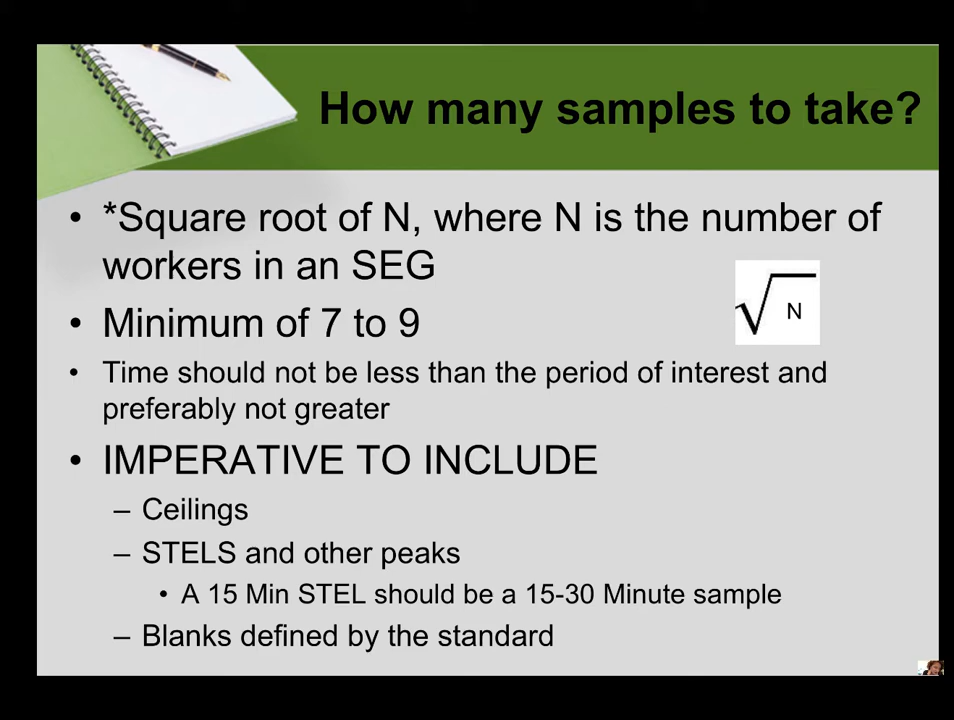 How many samples to take?
• *Square root of N, where N is the number of
workers in an SEG
√N
• Minimum of 7 to 9
• Time should not be less than the period of interest and
preferably not greater
• IMPERATIVE TO INCLUDE
– Ceilings
– STELS and other peaks
• A 15 Min STEL should be a 15-30 Minute sample
– Blanks defined by the standard